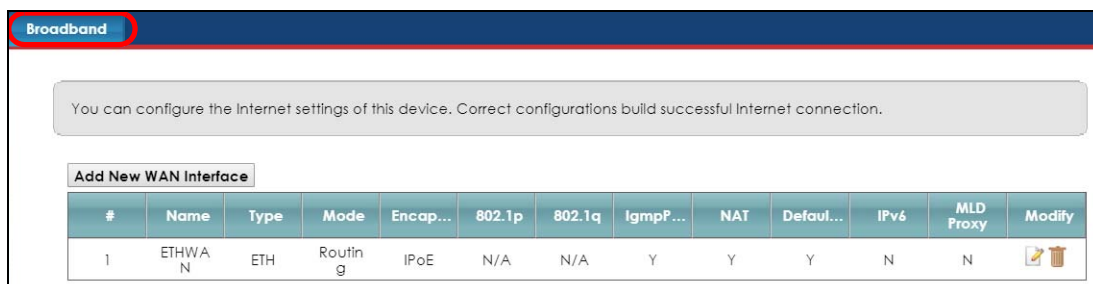 Broadband
You can configure the Internet settings of this device. Correct configurations build successful Internet connection.
Add New WAN Interface
# Name Type Mode Encap... 802.1p 802.1q IgmpP... NAT Defaul... IPv6 MLD Proxy Modify
1 ETHWAN ETH Routing IPoE N/A N/A Y Y Y N N